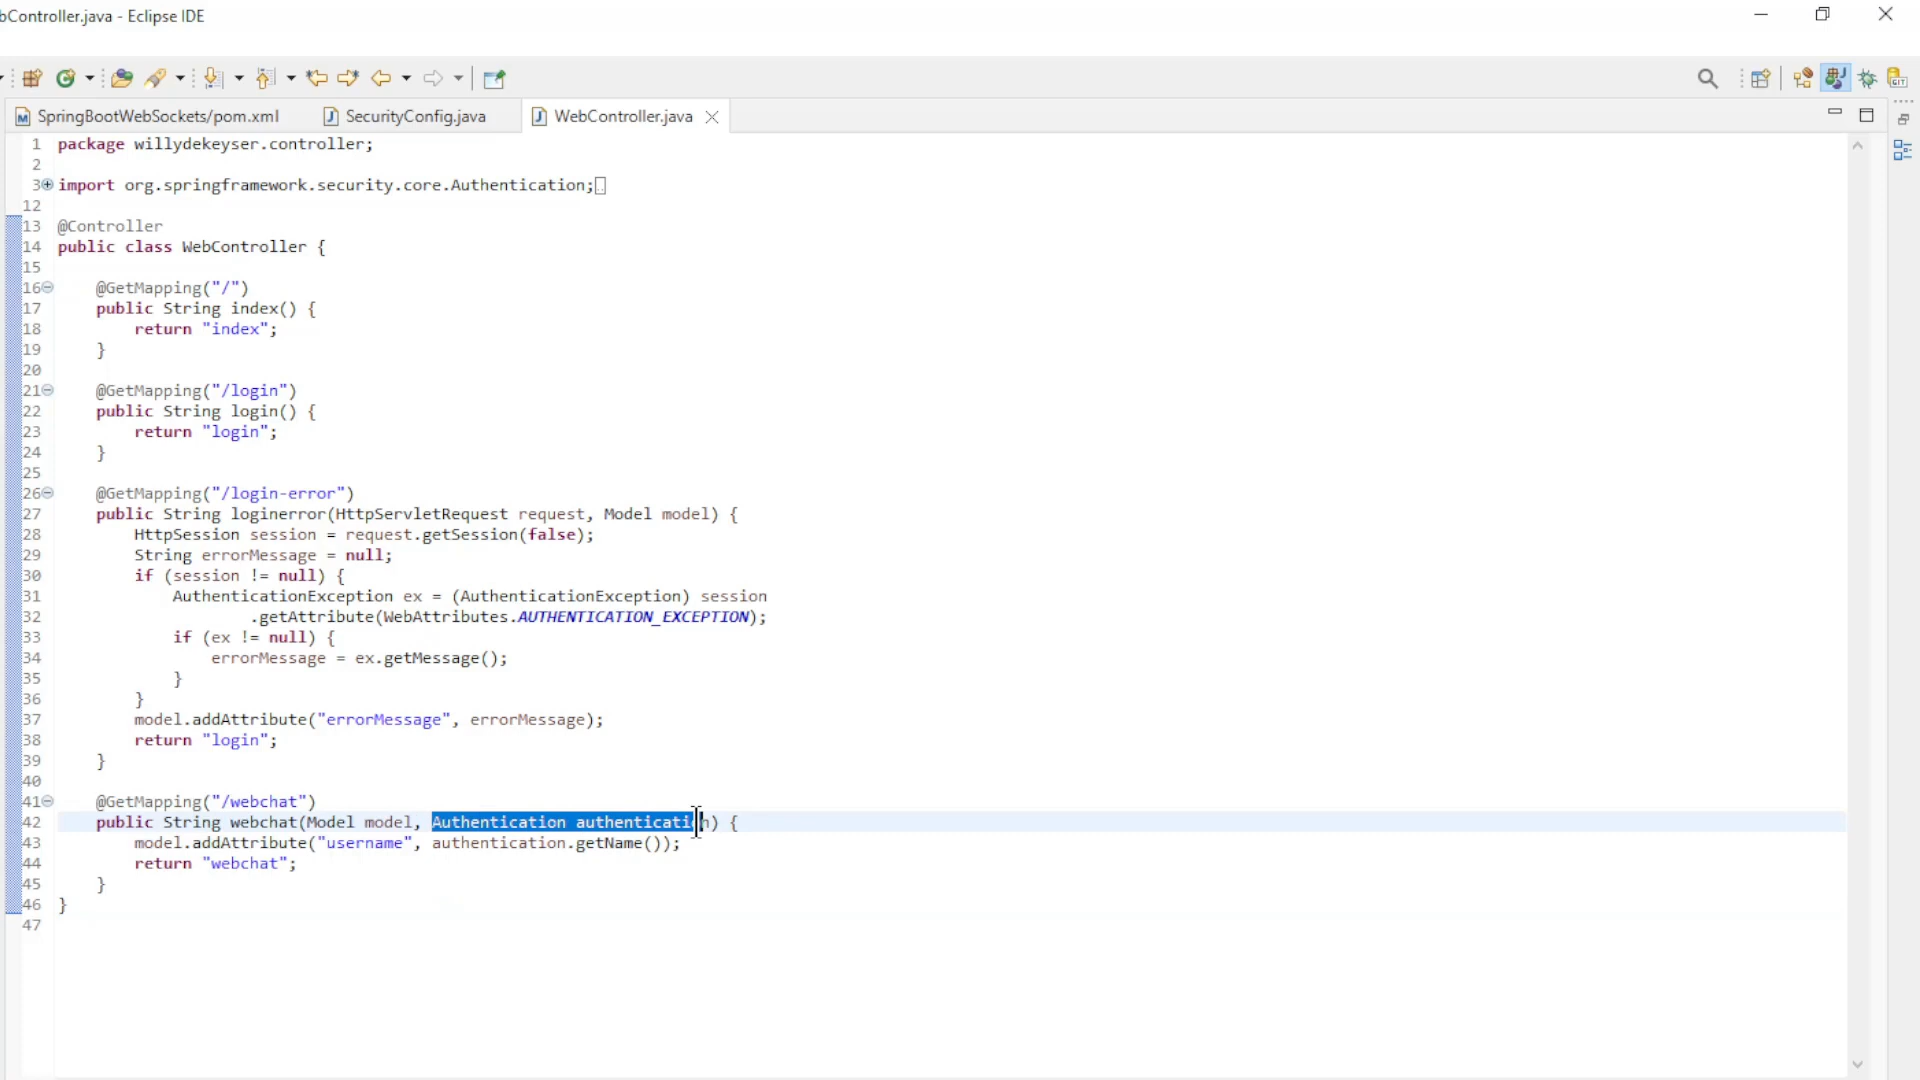 bController.java - Eclipse IDE
SpringBootWebSockets/pom.xml SecurityConfig.java WebController.java
1 package willydekeyser.controller;
2
3 import org.springframework.security.core.Authentication;
12
13 @Controller
14 public class WebController {
15
16 @GetMapping("/")
17 public String index() {
18 return "index";
19 }
20
21 @GetMapping("/login")
22 public String login() {
23 return "login";
24 }
25
26 @GetMapping("/login-error")
27 public String loginerror(HttpServletRequest request, Model model) {
28 HttpSession session = request.getSession(false);
29 String errorMessage = null;
30 if (session != null) {
31 AuthenticationException ex = (AuthenticationException) session
32 .getAttribute(WebAttributes.AUTHENTICATION_EXCEPTION);
33 if (ex != null) {
34 errorMessage = ex.getMessage();
35 }
36 }
37 model.addAttribute("errorMessage", errorMessage);
38 return "login";
39 }
40
41 @GetMapping("/webchat")
42 public String webchat(Model model, Authentication authentication) {
43 model.addAttribute("username", authentication.getName());
44 return "webchat";
45 }
46 }
47